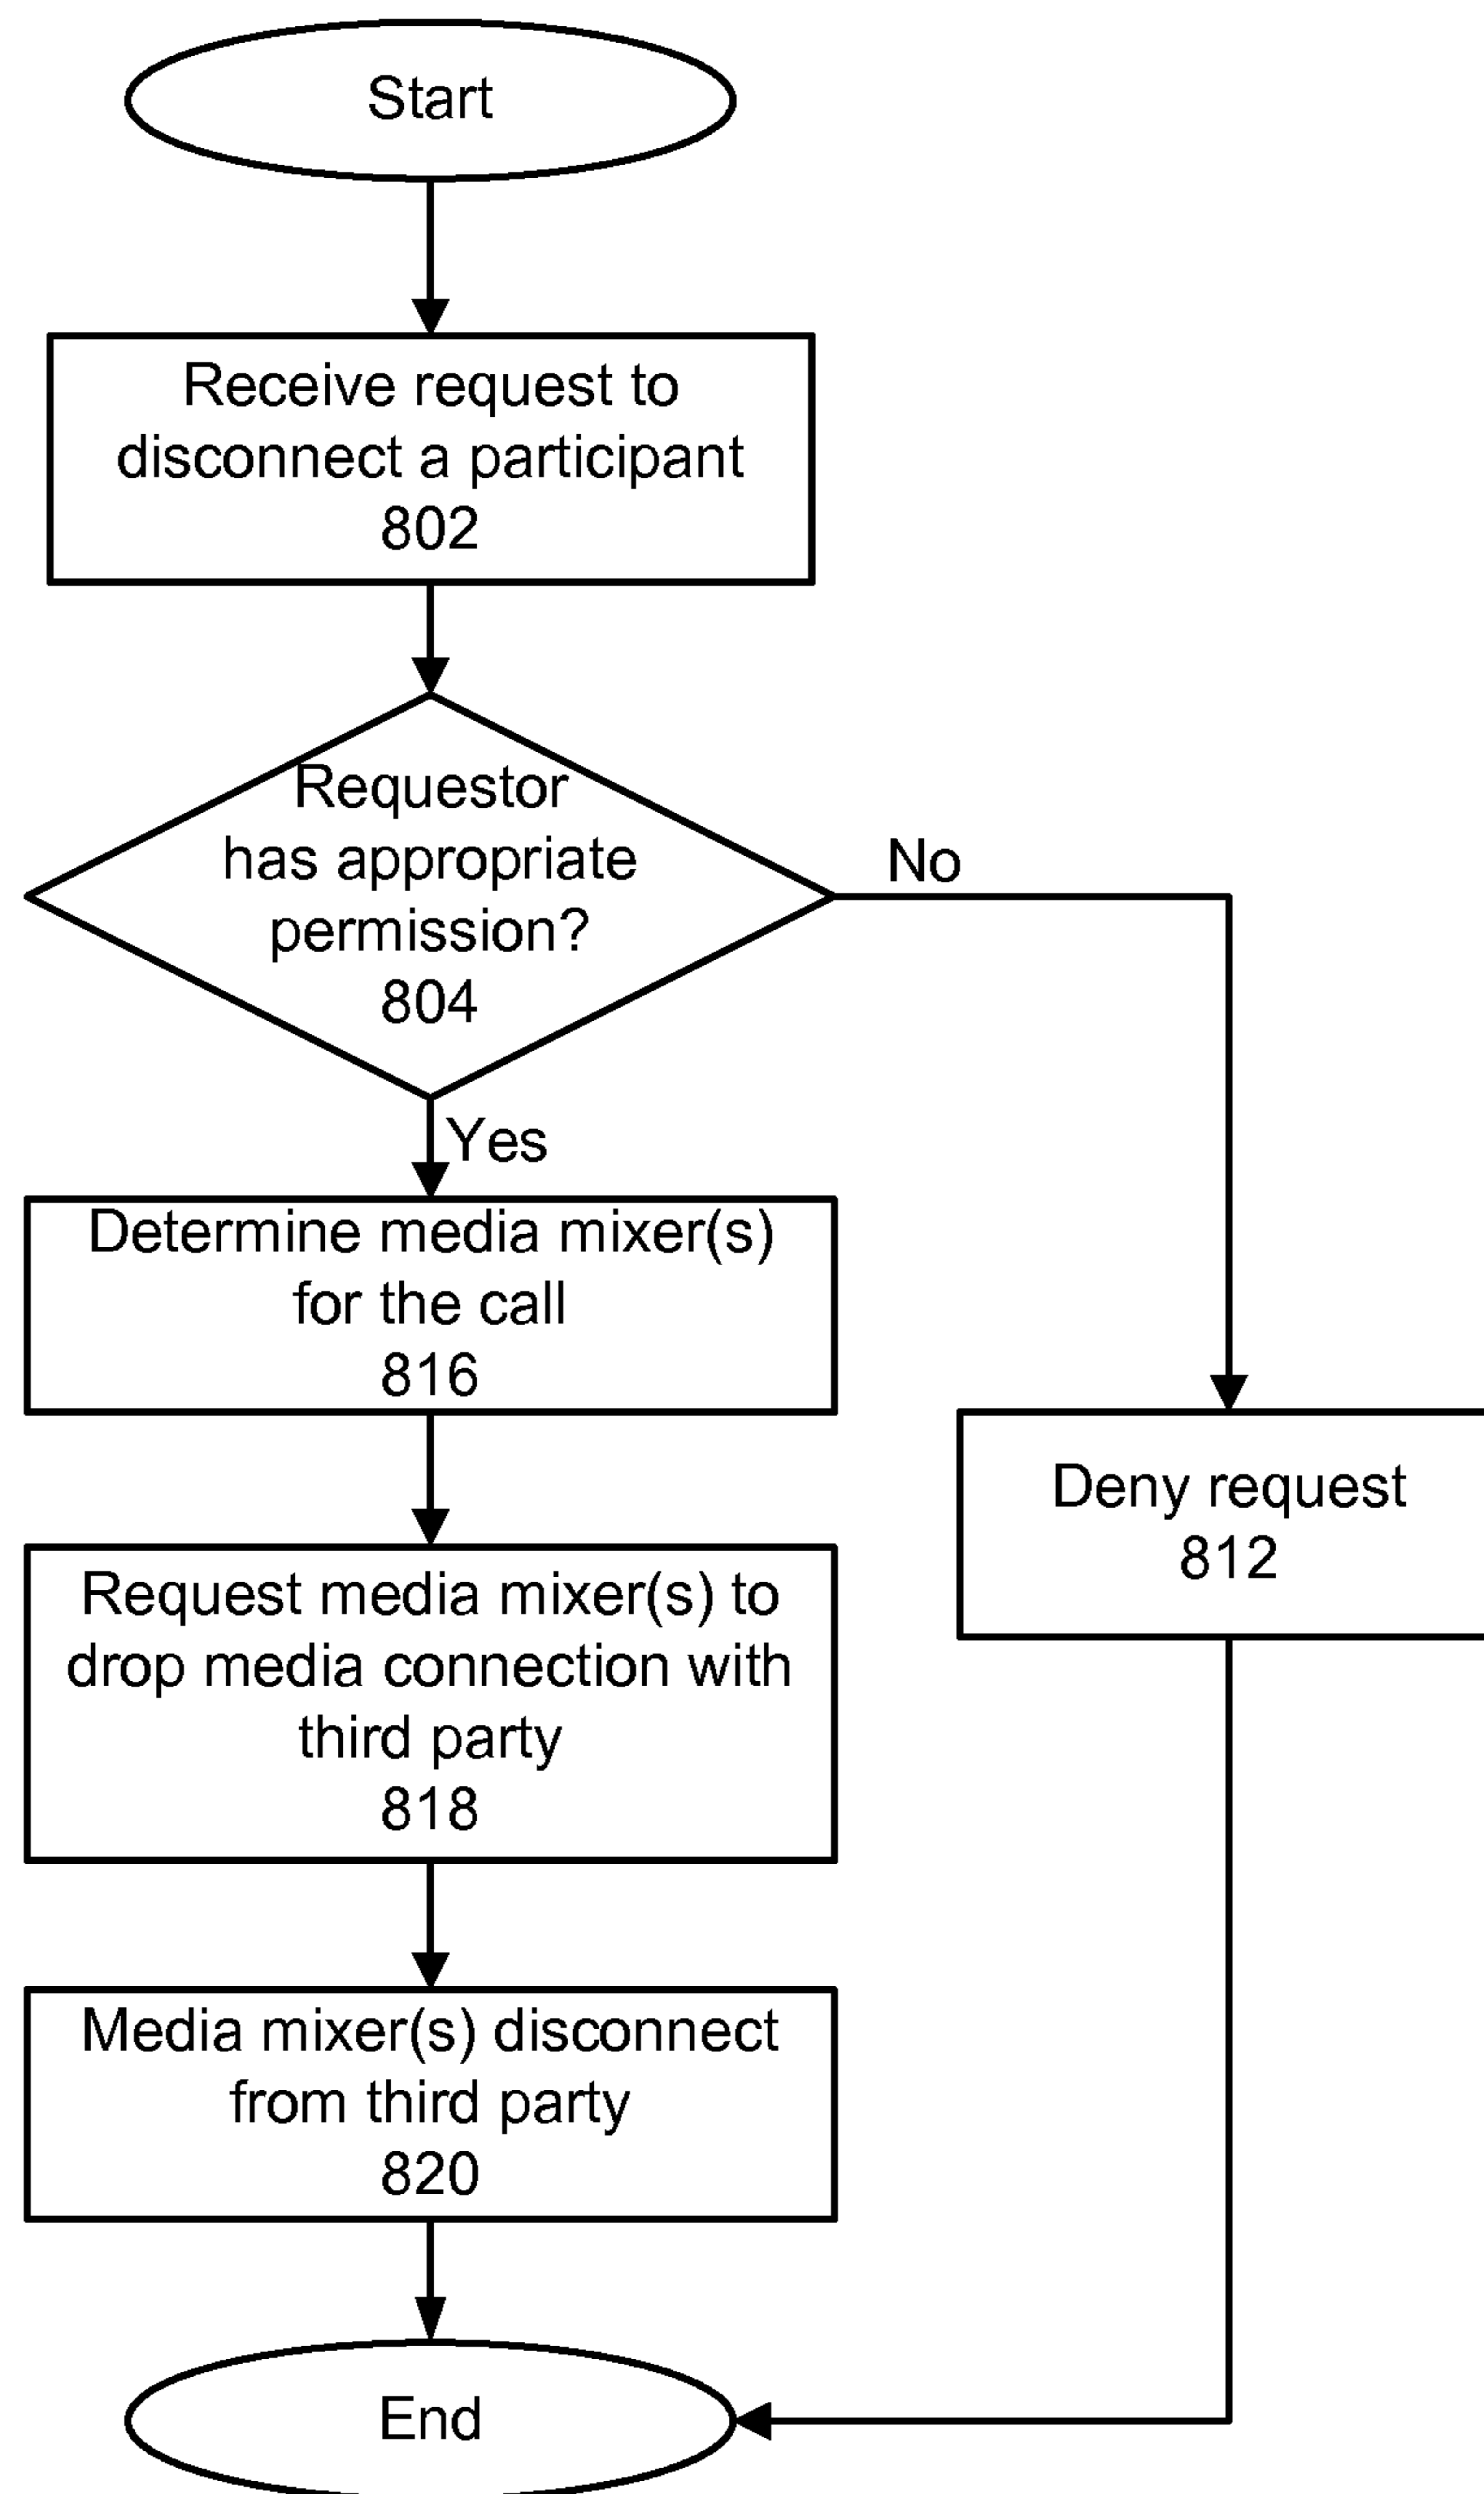 Start
Receive request to
disconnect a participant
802
Requestor
has appropriate
permission?
804
No
Yes
Determine media mixer(s)
for the call
816
Deny request
812
Request media mixer(s) to
drop media connection with
third party
818
Media mixer(s) disconnect
from third party
820
End